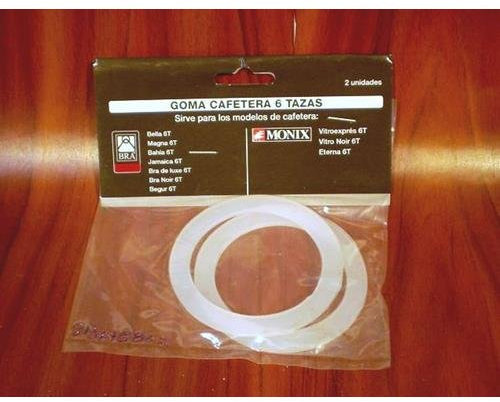 2 unidades
GOMA CAFETERA 6 TAZAS
Sirve para los modelos de cafetera:
BRA
Bella 6T
Magna 6T
Bahia 6T
Jamaica 6T
Bra de luxe 6T
Bra Noir 6T
Begur 6T
MONIX
Vitroexprés 6T
Vitro Noir 6T
Eterna 6T